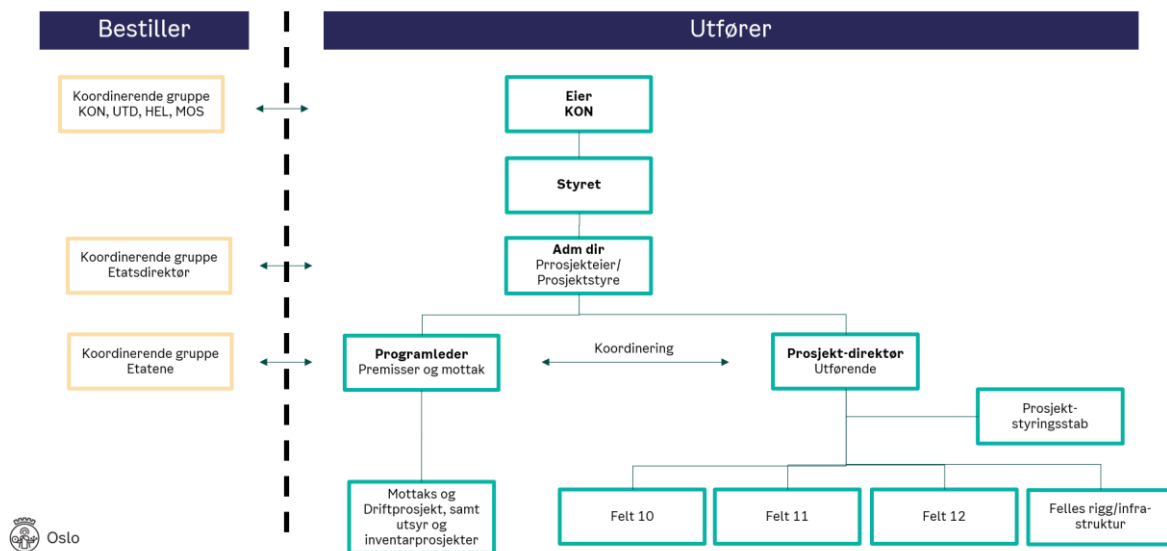 Bestiller
Utfører
Koordinerende gruppe
KON, UTD, HEL, MOS
Eier
KON
Styret
Koordinerende gruppe
Etatsdirektør
Adm dir
Prrosjekteier/
Prosjektstyre
Koordinerende gruppe
Etatene
Programleder
Premisser og mottak
Koordinering
Prosjekt-direktør
Utførende
Prosjekt-
styringsstab
Mottaks og
Driftprosjekt, samt
utsyr og
inventarprosjekter
Felt 10
Felt 11
Felt 12
Felles rigg/infra-
struktur
Oslo